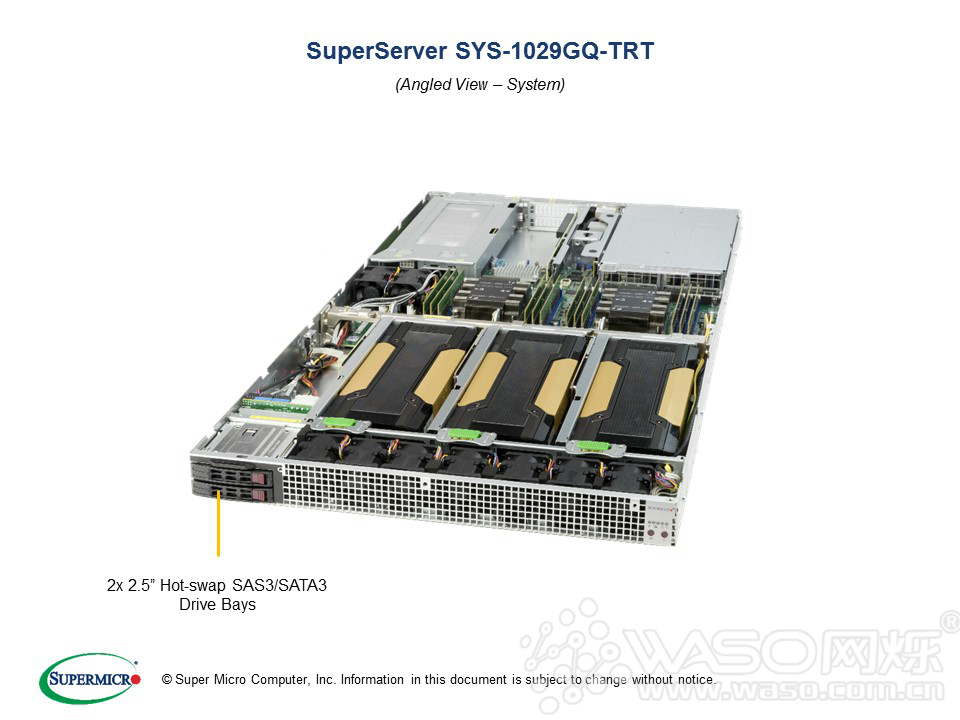 SuperServer SYS-1029GQ-TRT
(Angled View – System)
2x 2.5” Hot-swap SAS3/SATA3
Drive Bays
SUPERMICRO
© Super Micro Computer, Inc. Information in this document is subject to change without notice.
WASO网烁®
www.waso.com.cn